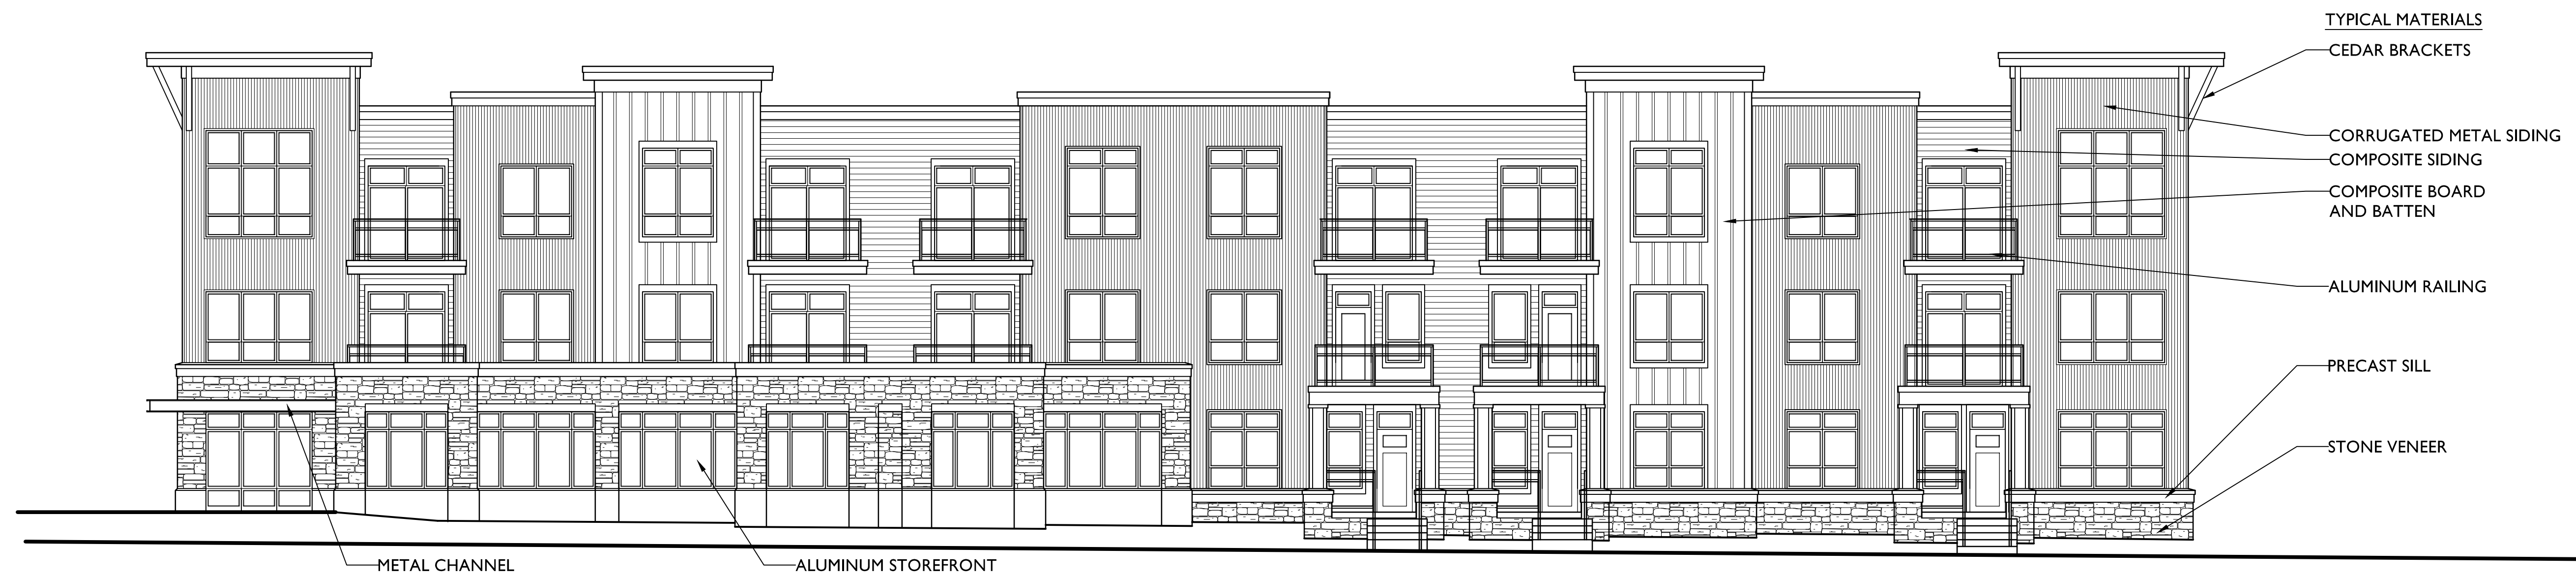 TYPICAL MATERIALS
CEDAR BRACKETS
CORRUGATED METAL SIDING
COMPOSITE SIDING
COMPOSITE BOARD
AND BATTEN
ALUMINUM RAILING
PRECAST SILL
STONE VENEER
METAL CHANNEL
ALUMINUM STOREFRONT